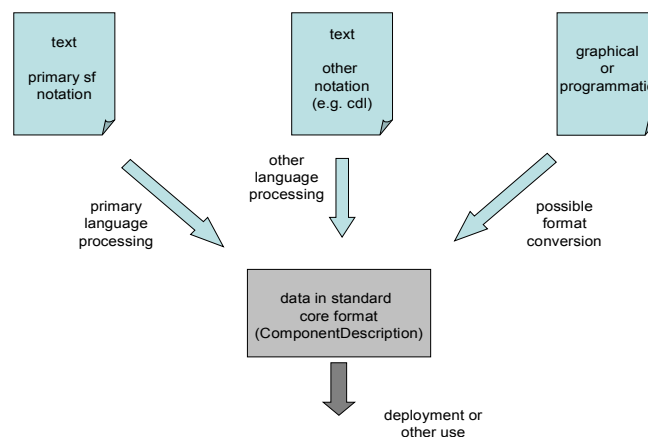 text
primary sf
notation
text
other
notation
(e.g. cdl)
graphical
or
programmatic
other
language
processing
primary
language
processing
possible
format
conversion
data in standard
core format
(ComponentDescription)
deployment or
other use